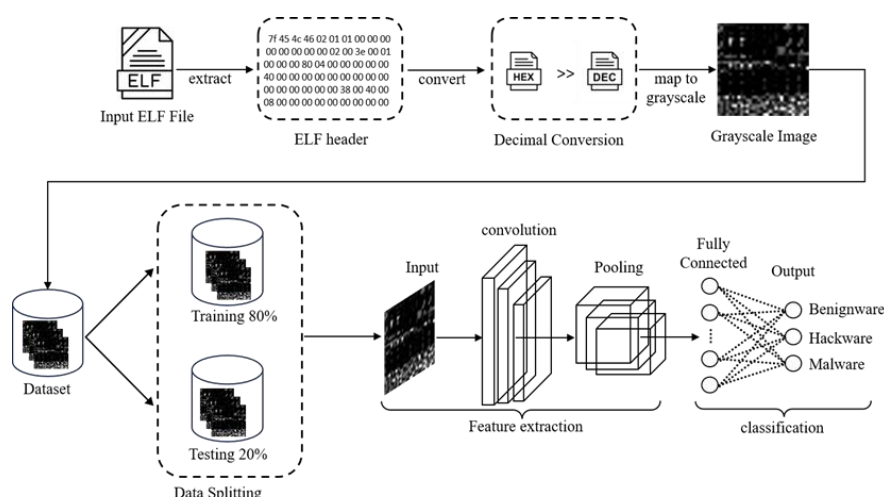 ELF
Input ELF File
extract
7f 45 4c 46 02 01 01 00 00 00
00 00 00 00 00 02 00 3e 00 01
00 00 00 80 04 00 00 00 00 00
40 00 00 00 00 00 00 00 00 00
00 00 00 00 00 00 38 00 40 00
08 00 00 00 00 00 00 00 00 00
ELF header
convert
HEX >> DEC
Decimal Conversion
map to
grayscale
Grayscale Image
Dataset
Training 80%
Testing 20%
Data Splitting
Input
convolution
Pooling
Feature extraction
Fully
Connected
Output
Benignware
Hackware
Malware
classification